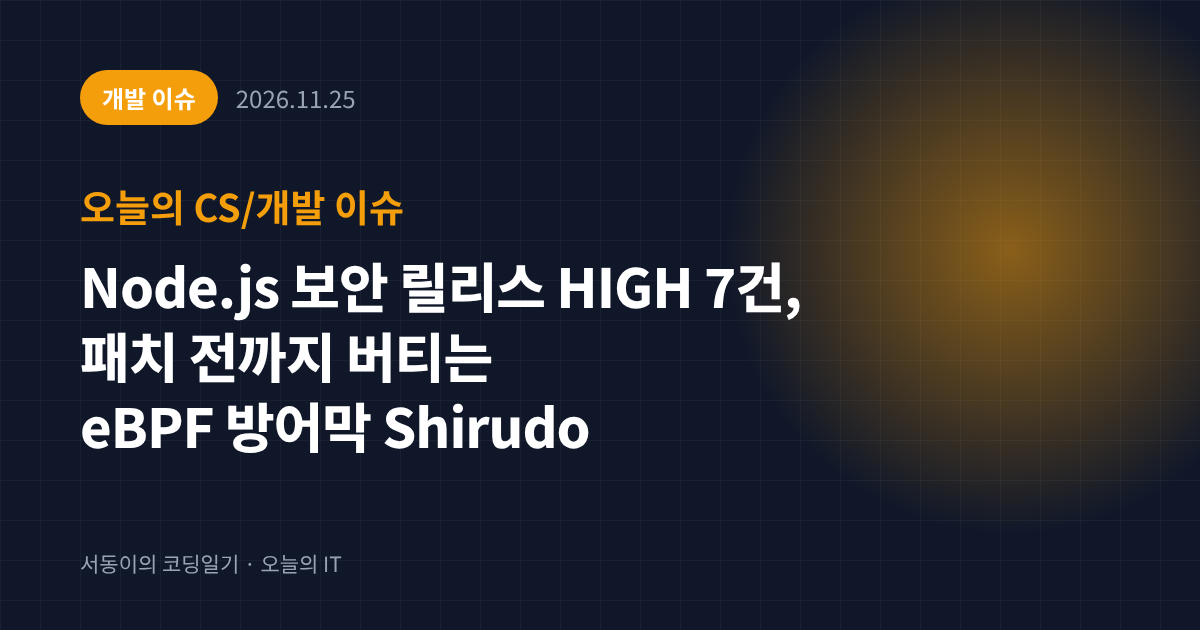 개발 이슈 2026.11.25
오늘의 CS/개발 이슈
Node.js 보안 릴리스 HIGH 7건,
패치 전까지 버티는
eBPF 방어막 Shirudo
서동이의 코딩일기 · 오늘의 IT